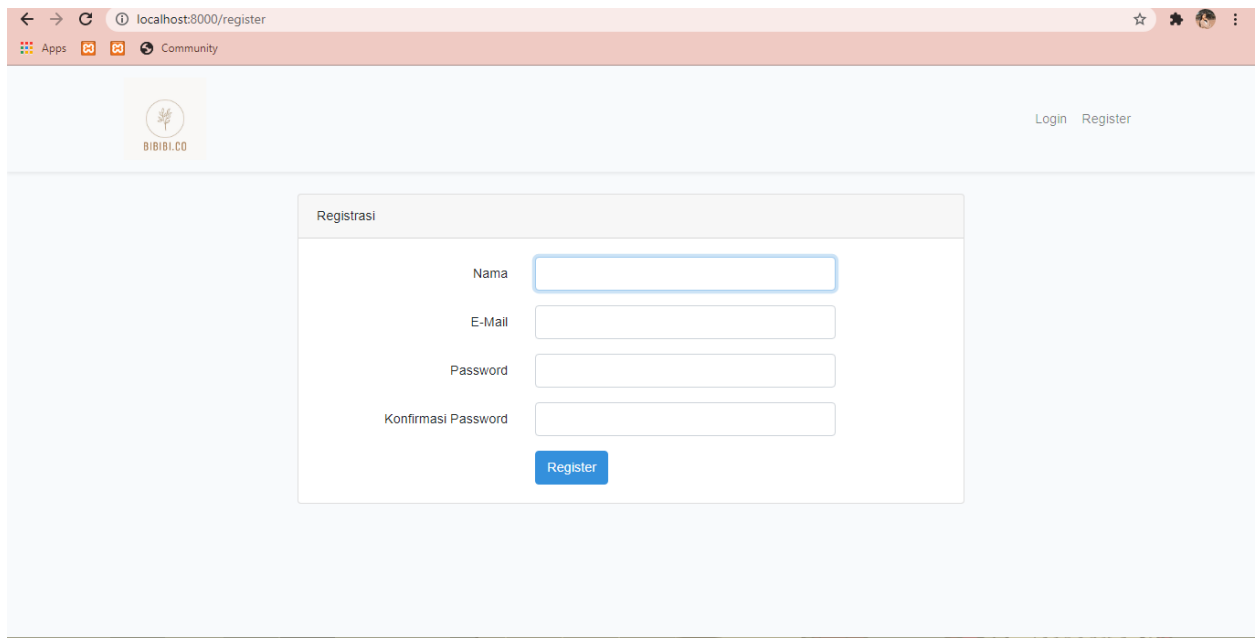 localhost:8000/register
Apps Community
BIBIBI.CO
Login Register
Registrasi
Nama
E-Mail
Password
Konfirmasi Password
Register